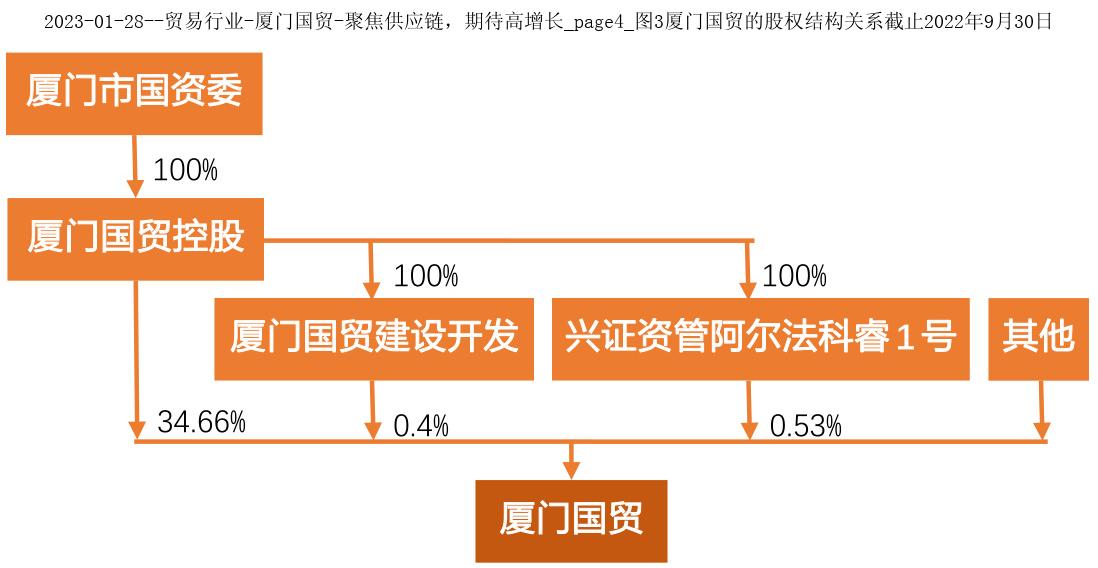 2023-01-28--贸易行业-厦门国贸-聚焦供应链，期待高增长_page4_图3厦门国贸的股权结构关系截止2022年9月30日
厦门市国资委
100%
厦门国贸控股
100%
100%
厦门国贸建设开发
兴证资管阿尔法科睿1号
其他
34.66%
0.4%
0.53%
厦门国贸